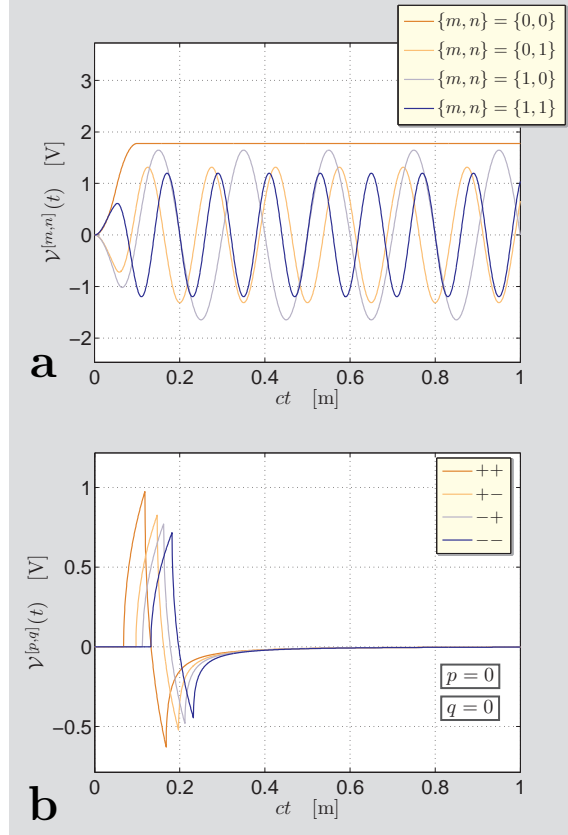 {m, n} = {0, 0}
{m, n} = {0, 1}
{m, n} = {1, 0}
{m, n} = {1, 1}
3
2
1
0
−1
−2
𝒱^[m,n](t) [V]
0 0.2 0.4 0.6 0.8 1
ct [m]
a
++
+−
−+
−−
1
0.5
0
−0.5
𝒱^[p,q](t) [V]
p = 0
q = 0
0 0.2 0.4 0.6 0.8 1
ct [m]
b